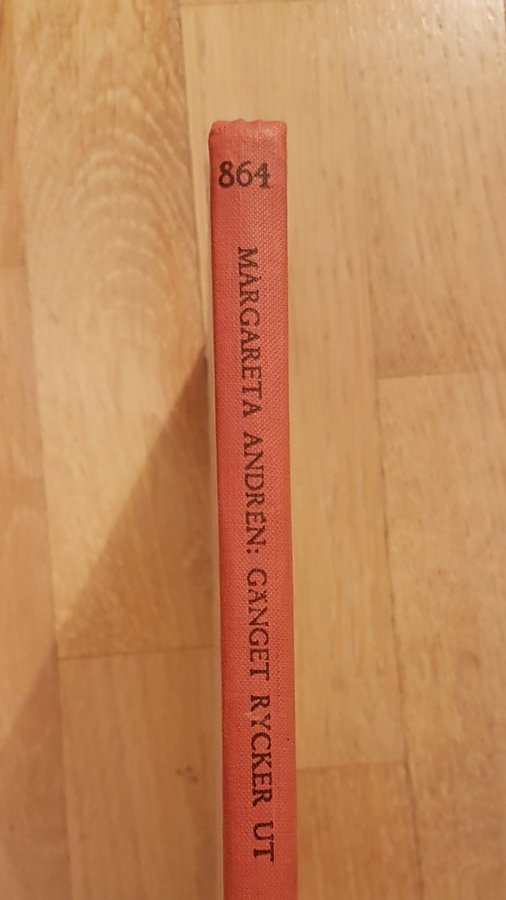 864
MARGARETA ANDRÉN: GÄNGET RYCKER UT